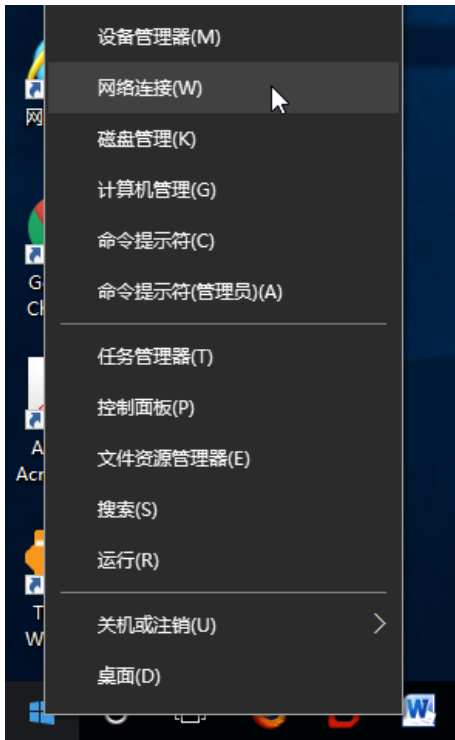 设备管理器(M)
网络连接(W)
网
磁盘管理(K)
计算机管理(G)
命令提示符(C)
G
Ch
命令提示符(管理员)(A)
任务管理器(T)
控制面板(P)
A
Acr
文件资源管理器(E)
搜索(S)
运行(R)
T
W
关机或注销(U)
桌面(D)
W